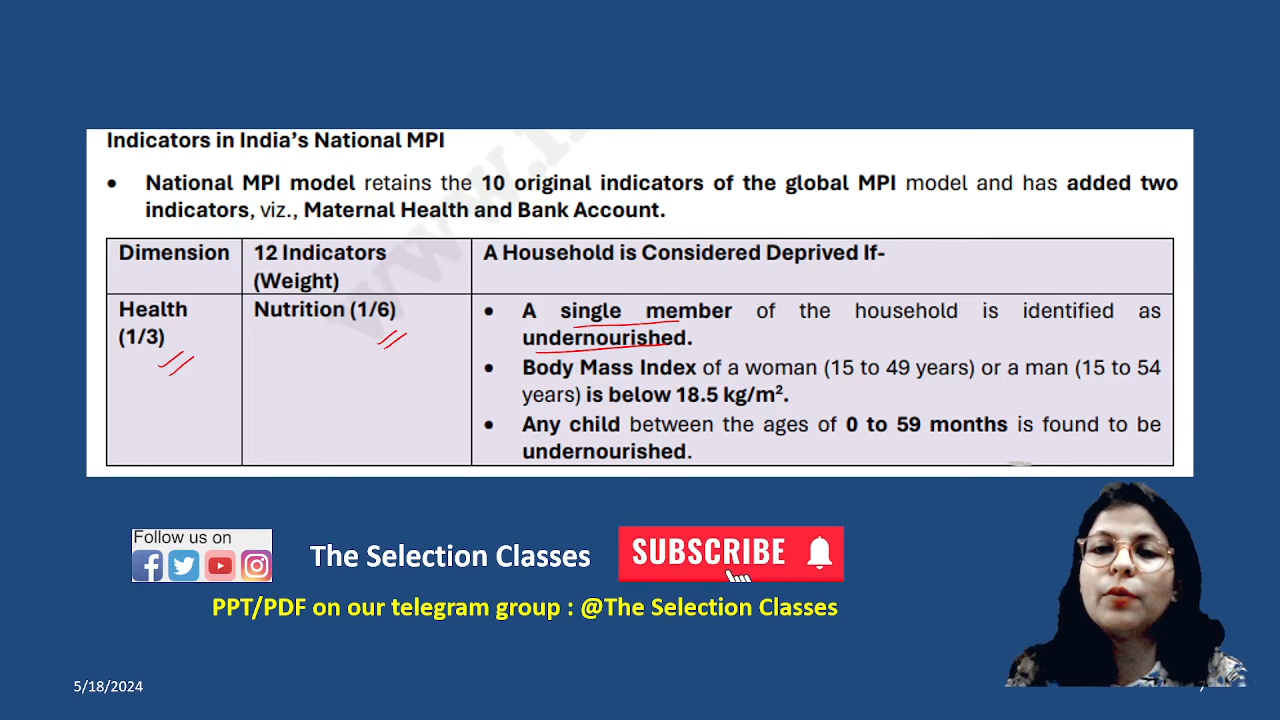 Indicators in India's National MPI
• National MPI model retains the 10 original indicators of the global MPI model and has added two
indicators, viz., Maternal Health and Bank Account.
Dimension
12 Indicators
(Weight)
A Household is Considered Deprived If-
Health
(1/3)
Nutrition (1/6)
• A single member of the household is identified as
undernourished.
• Body Mass Index of a woman (15 to 49 years) or a man (15 to 54
years) is below 18.5 kg/m².
• Any child between the ages of 0 to 59 months is found to be
undernourished.
Follow us on
The Selection Classes
SUBSCRIBE
PPT/PDF on our telegram group : @The Selection Classes
5/18/2024